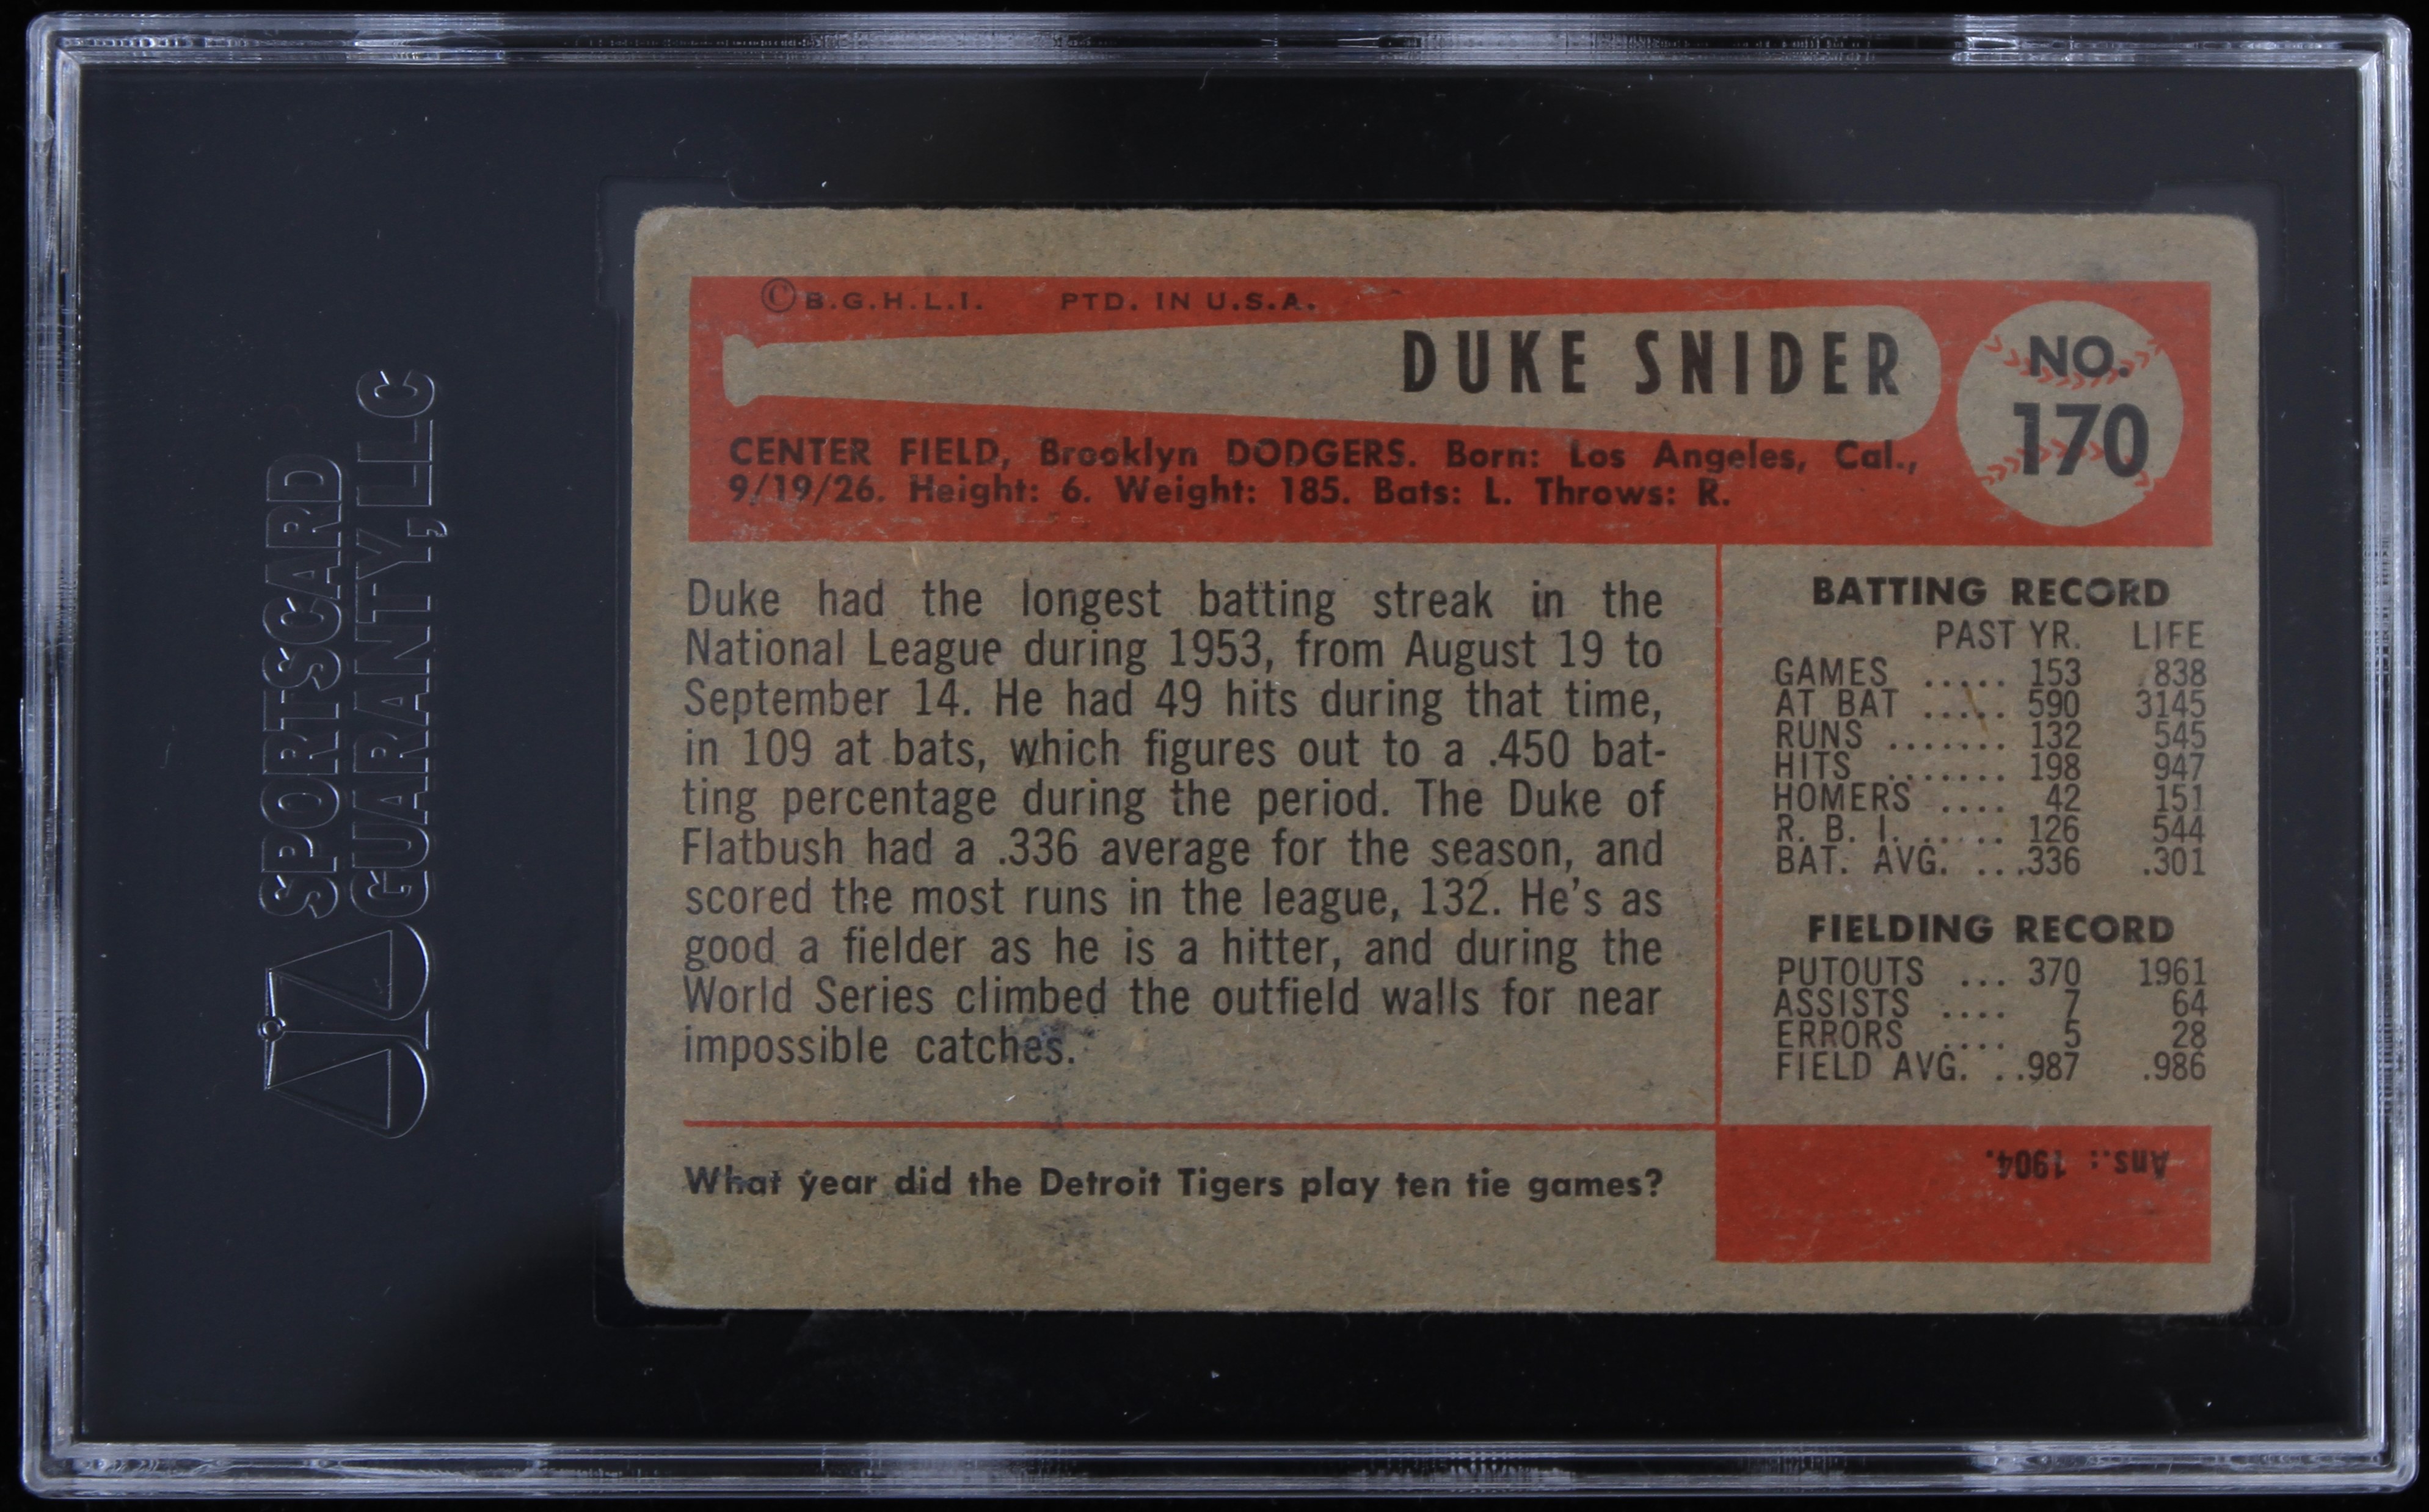 SPORTSCARD
GUARANTY, LLC
© B.G.H.L.I. PTD. IN U.S.A.
DUKE SNIDER
NO.
170
CENTER FIELD, Brooklyn DODGERS. Born: Los Angeles, Cal.,
9/19/26. Height: 6. Weight: 185. Bats: L. Throws: R.
Duke had the longest batting streak in the
National League during 1953, from August 19 to
September 14. He had 49 hits during that time,
in 109 at bats, which figures out to a .450 bat-
ting percentage during the period. The Duke of
Flatbush had a .336 average for the season, and
scored the most runs in the league, 132. He's as
good a fielder as he is a hitter, and during the
World Series climbed the outfield walls for near
impossible catches.
BATTING RECORD
PAST YR. LIFE
GAMES ..... 153 838
AT BAT ..... 590 3145
RUNS ....... 132 545
HITS ....... 198 947
HOMERS .... 42 151
R. B. I. ..... 126 544
BAT. AVG. ...336 .301
FIELDING RECORD
PUTOUTS ... 370 1961
ASSISTS .... 7 64
ERRORS .... 5 28
FIELD AVG. ..987 .986
What year did the Detroit Tigers play ten tie games?
Ans.: 1904.